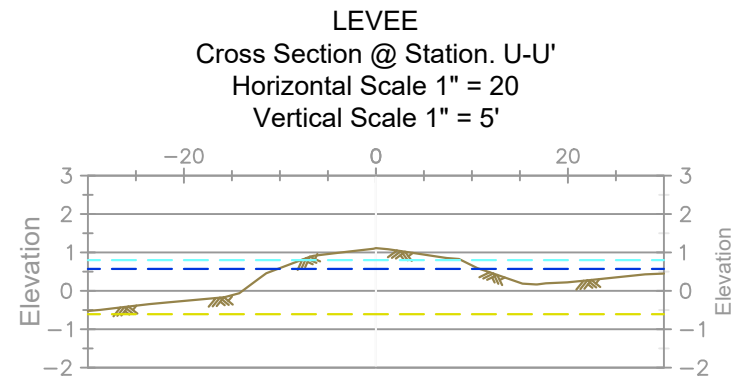 LEVEE
Cross Section @ Station. U-U'
Horizontal Scale 1" = 20
Vertical Scale 1" = 5'
−20 0 20
3 3
2 2
1 1
0 0
−1 −1
−2 −2
Elevation
Elevation